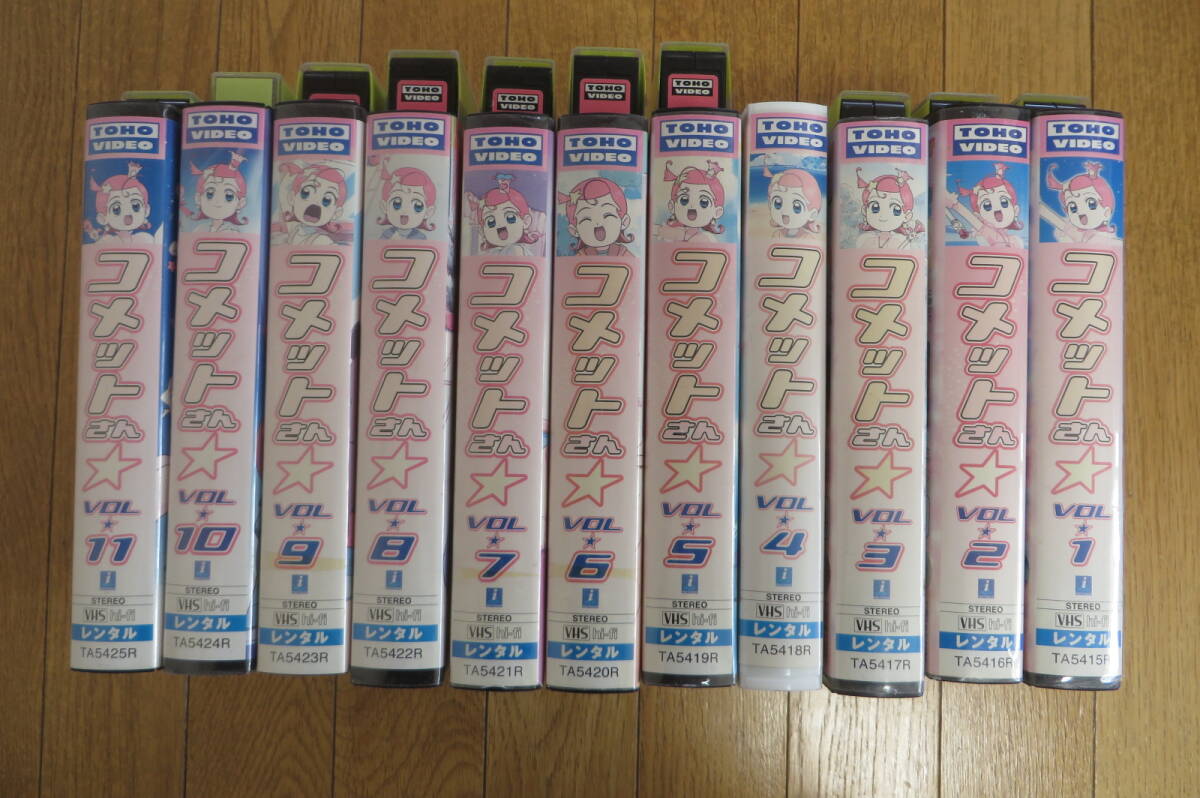 TOHO
VIDEO
コメットさん
VOL
11
i
STEREO
VHS hi-fi
レンタル
TA5425R
TOHO
VIDEO
コメットさん
VOL
10
i
STEREO
VHS hi-fi
レンタル
TA5424R
TOHO
VIDEO
コメットさん
VOL
9
i
STEREO
VHS hi-fi
レンタル
TA5423R
TOHO
VIDEO
TOHO
VIDEO
コメットさん
VOL
8
i
STEREO
VHS hi-fi
レンタル
TA5422R
TOHO
VIDEO
コメットさん
VOL
7
i
STEREO
VHS hi-fi
レンタル
TA5421R
TOHO
VIDEO
TOHO
VIDEO
コメットさん
VOL
6
i
STEREO
VHS hi-fi
レンタル
TA5420R
TOHO
VIDEO
TOHO
VIDEO
コメットさん
VOL
5
i
STEREO
VHS hi-fi
レンタル
TA5419R
TOHO
VIDEO
コメットさん
VOL
4
i
STEREO
VHS hi-fi
レンタル
TA5418R
TOHO
VIDEO
コメットさん
VOL
3
i
STEREO
VHS hi-fi
レンタル
TA5417R
TOHO
VIDEO
コメットさん
VOL
2
i
STEREO
VHS hi-fi
レンタル
TA5416R
TOHO
VIDEO
コメットさん
VOL
1
i
STEREO
VHS hi-fi
レンタル
TA5415R